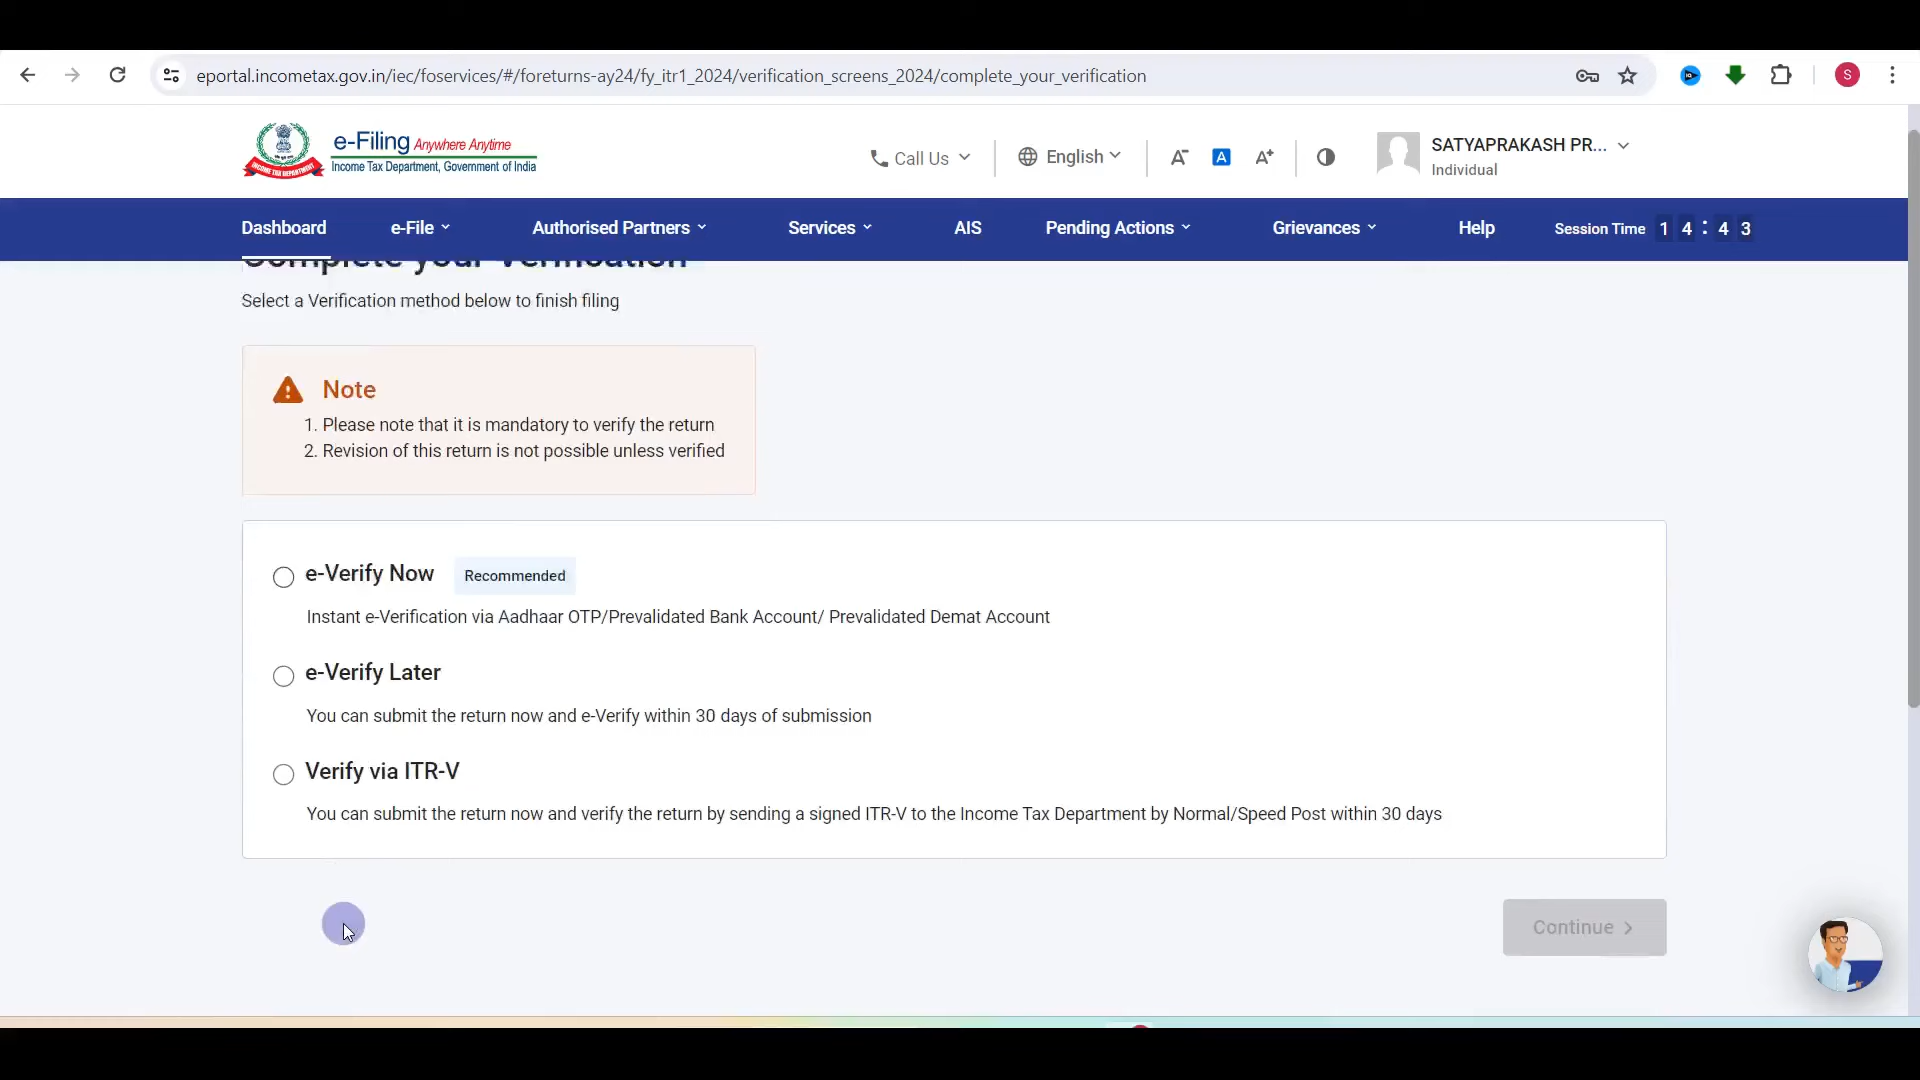 eportal.incometax.gov.in/iec/foservices/#/foreturns-ay24/fy_itr1_2024/verification_screens_2024/complete_your_verification
S
e-Filing Anywhere Anytime
Income Tax Department, Government of India
INCOME TAX DEPARTMENT
Call Us
English
A-
A
A+
SATYAPRAKASH PR...
Individual
Dashboard
e-File
Authorised Partners
Services
AIS
Pending Actions
Grievances
Help
Session Time 1 4 : 4 3
Complete your Verification
Select a Verification method below to finish filing
Note
1. Please note that it is mandatory to verify the return
2. Revision of this return is not possible unless verified
e-Verify Now Recommended
Instant e-Verification via Aadhaar OTP/Prevalidated Bank Account/ Prevalidated Demat Account
e-Verify Later
You can submit the return now and e-Verify within 30 days of submission
Verify via ITR-V
You can submit the return now and verify the return by sending a signed ITR-V to the Income Tax Department by Normal/Speed Post within 30 days
Continue